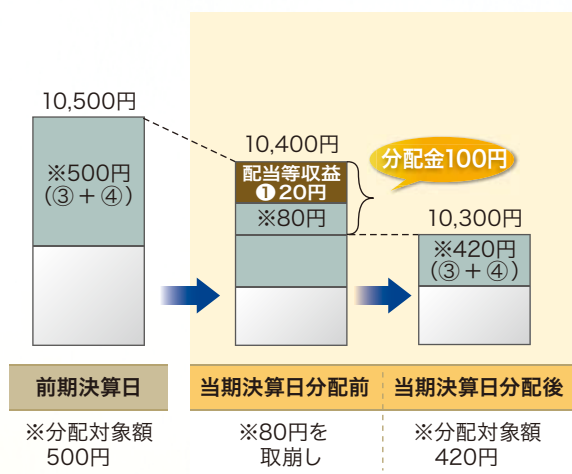 10,500円
※500円
(③+④)
10,400円
配当等収益
❶20円
※80円
分配金100円
10,300円
※420円
(③+④)
前期決算日
当期決算日分配前
当期決算日分配後
※分配対象額
500円
※80円を
取崩し
※分配対象額
420円